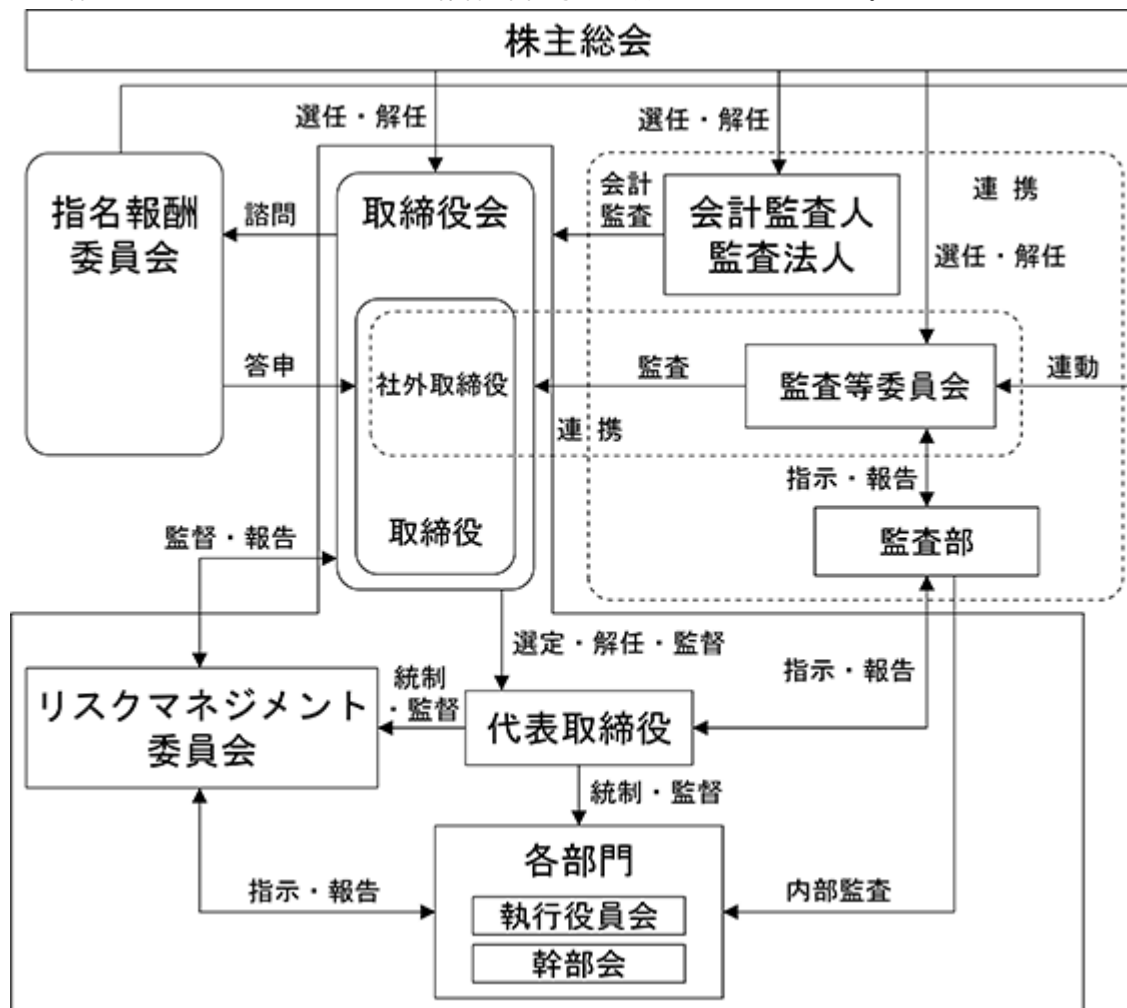 株主総会
選任・解任
選任・解任
指名報酬
委員会
諮問
取締役会
会計
監査
会計監査人
監査法人
連 携
選任・解任
答申
社外取締役
監査
監査等委員会
連動
連 携
指示・報告
取締役
監査部
監督・報告
選定・解任・監督
指示・報告
リスクマネジメント
委員会
統制
・監督
代表取締役
統制・監督
各部門
指示・報告
執行役員会
内部監査
幹部会